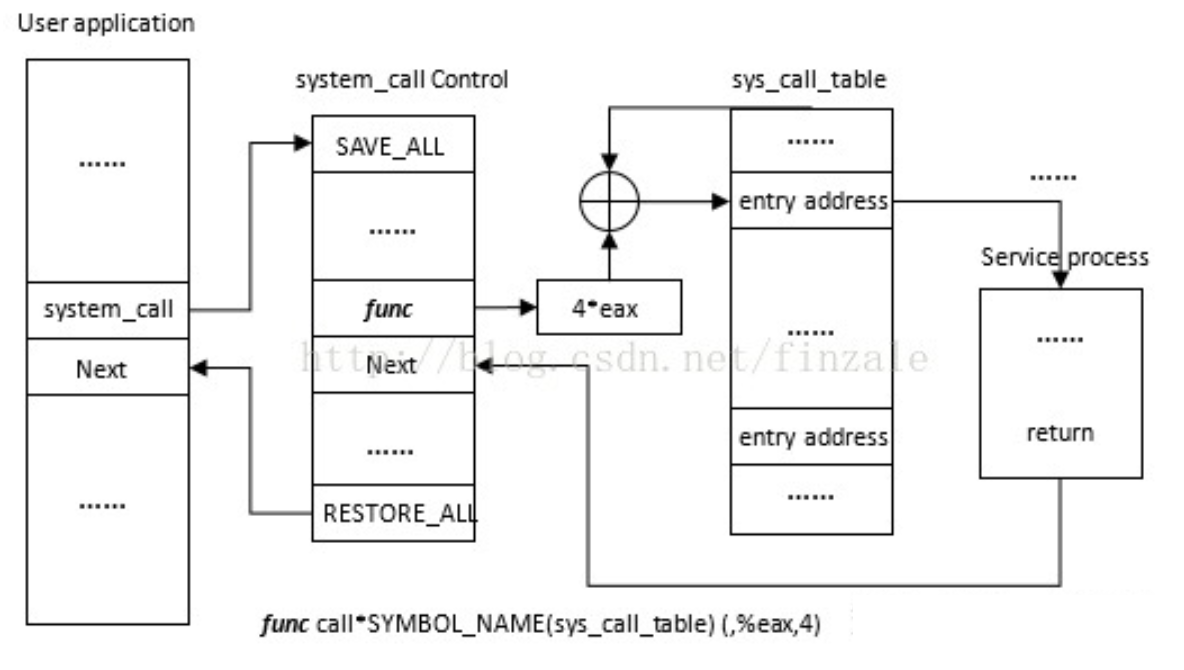 User application
……
system_call
Next
……
system_call Control
SAVE_ALL
……
func
Next
……
RESTORE_ALL
4*eax
sys_call_table
……
entry address
……
entry address
……
……
Service process
……
return
http://blog.csdn.net/finzale
func call*SYMBOL_NAME(sys_call_table) (,%eax,4)